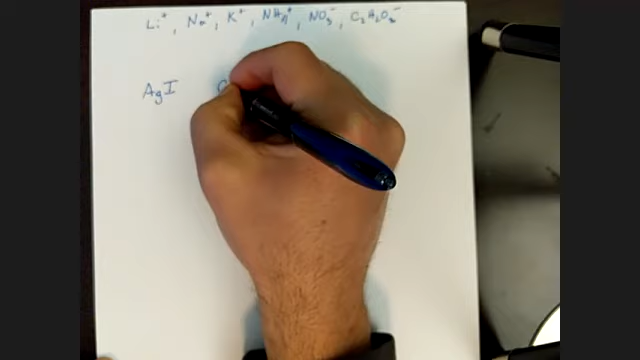 Li⁺, Na⁺, K⁺, NH₄⁺, NO₃⁻, C₂H₃O₂⁻
AgI C